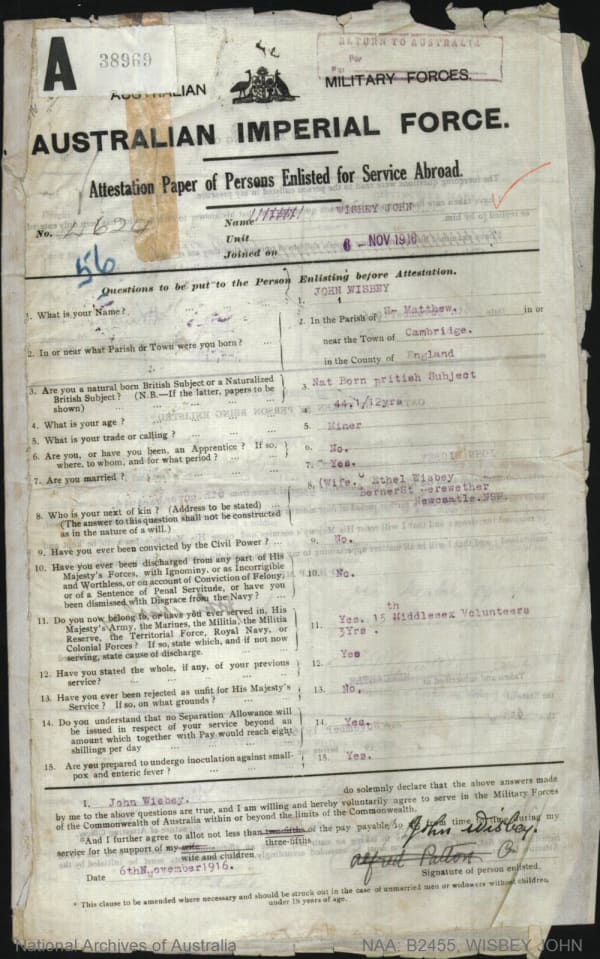 A
38969
RETURN TO AUSTRALIA
Per
AUSTRALIAN MILITARY FORCES.
AUSTRALIAN IMPERIAL FORCE.
Attestation Paper of Persons Enlisted for Service Abroad.
No.
Name WISBEY JOHN
Unit
Joined on 6 - NOV 1916
56
Questions to be put to the Person Enlisting before Attestation.
1. What is your Name? ... 1. JOHN WISBEY
2. In or near what Parish or Town were you born? ... 2. In the Parish of Matthew. in or
near the Town of Cambridge.
in the County of England
3. Are you a natural born British Subject or a Naturalized
British Subject? (N.B.—If the latter, papers to be
shown) ... 3. Nat Born British Subject
4. What is your age? ... 4. 44.1/12yrs
5. What is your trade or calling? ... 5. Miner
6. Are you, or have you been, an Apprentice? If so,
where, to whom, and for what period? ... 6. No.
7. Are you married? ... 7. Yes.
8. Who is your next of kin? (Address to be stated) ...
(The answer to this question shall not be constructed
as in the nature of a will.) 8. (Wife. Ethel Wisbey
Newcastle.NSW.
9. Have you ever been convicted by the Civil Power? ... 9. No.
10. Have you ever been discharged from any part of His
Majesty's Forces, with Ignominy, or as Incorrigible
and Worthless, or on account of Conviction of Felony,
or of a Sentence of Penal Servitude, or have you
been dismissed with Disgrace from the Navy? ... 10. No.
11. Do you now belong to, or have you ever served in, His
Majesty's Army, the Marines, the Militia, the Militia
Reserve, the Territorial Force, Royal Navy, or
Colonial Forces? If so, state which, and if not now
serving, state cause of discharge. 11. Yes. 15th Middlesex Volunteers
3Yrs.
12. Have you stated the whole, if any, of your previous
service? 12. Yes
13. Have you ever been rejected as unfit for His Majesty's
Service? If so, on what grounds? 13. No.
14. Do you understand that no Separation Allowance will
be issued in respect of your service beyond an
amount which together with Pay would reach eight
shillings per day 14. Yes.
15. Are you prepared to undergo inoculation against small-
pox and enteric fever? 15. Yes.
I, John Wisbey. do solemnly declare that the above answers made
by me to the above questions are true, and I am willing and hereby voluntarily agree to serve in the Military Forces
of the Commonwealth of Australia within or beyond the limits of the Commonwealth.
*And I further agree to allot not less than two-fifths three-fifths of the pay payable to me from time to time during my
service for the support of my wife
wife and children
John Wisbey.
Date 6thNovember1916.
Signature of person enlisted.
* This clause to be amended where necessary and should be struck out in the case of unmarried men or widowers without children,
under 18 years of age.
National Archives of Australia
NAA: B2455, WISBEY JOHN